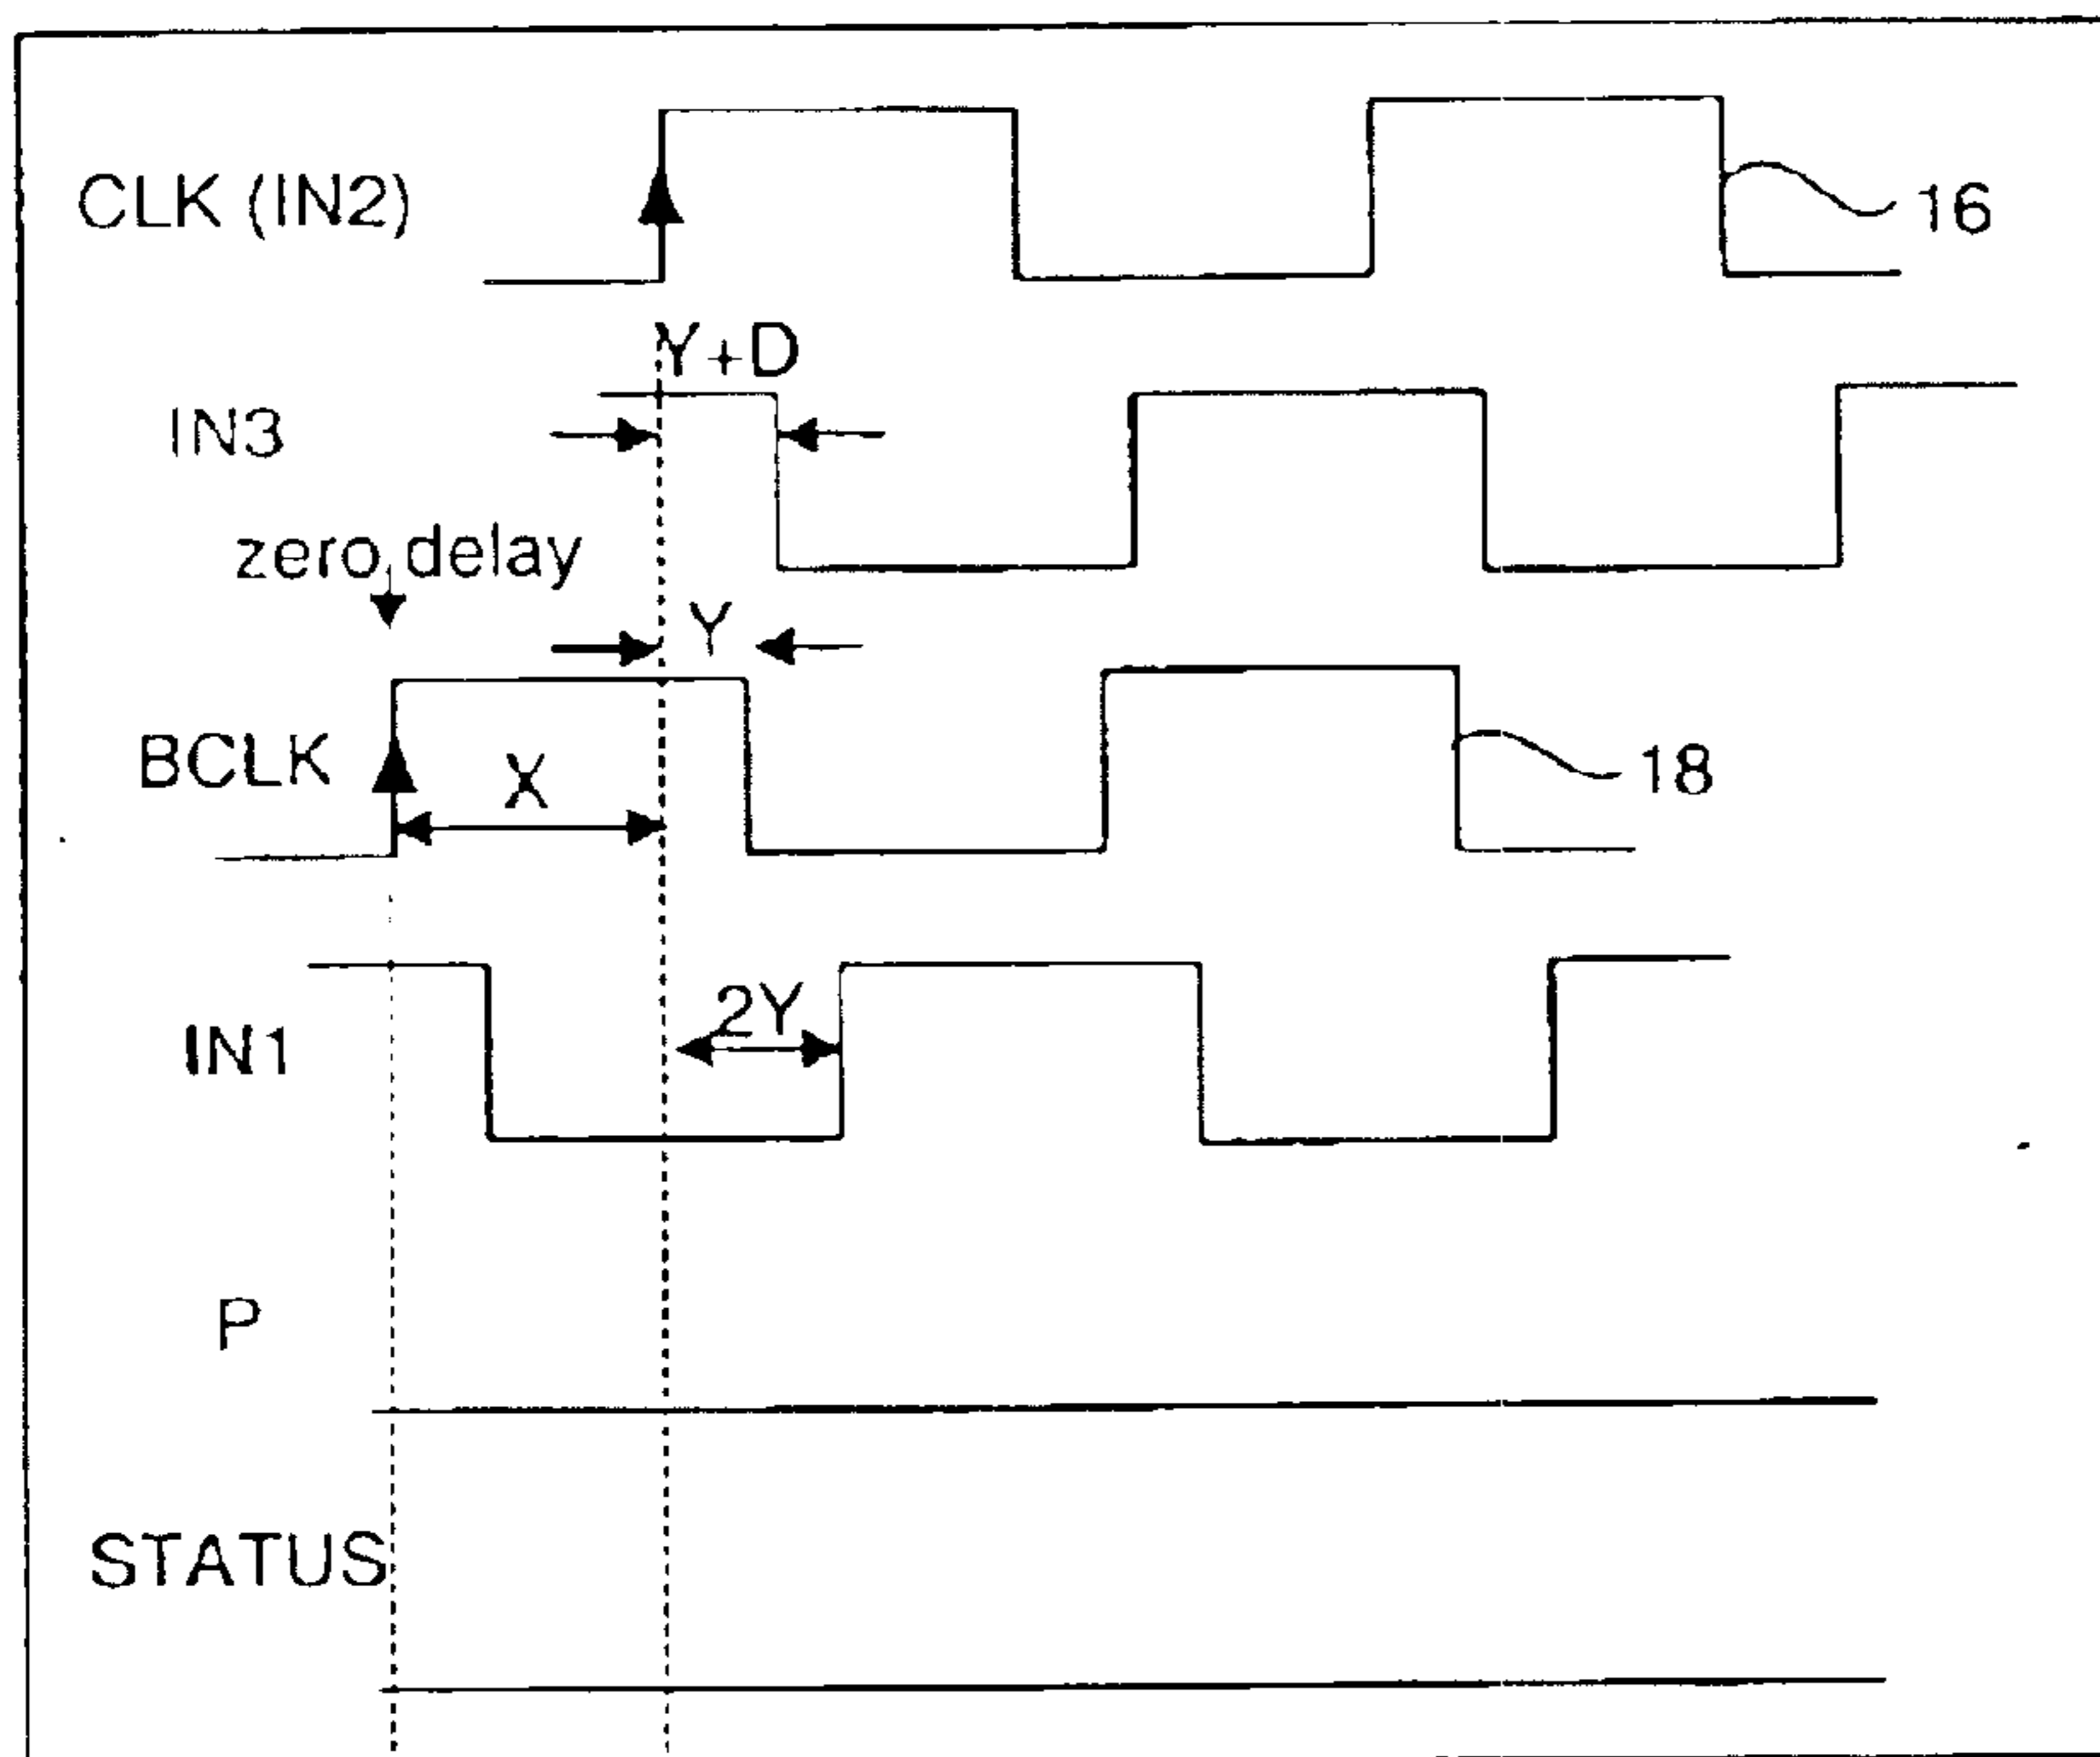 CLK (IN2)
16
Y+D
IN3
zero delay
Y
BCLK
X
18
IN1
2Y
P
STATUS